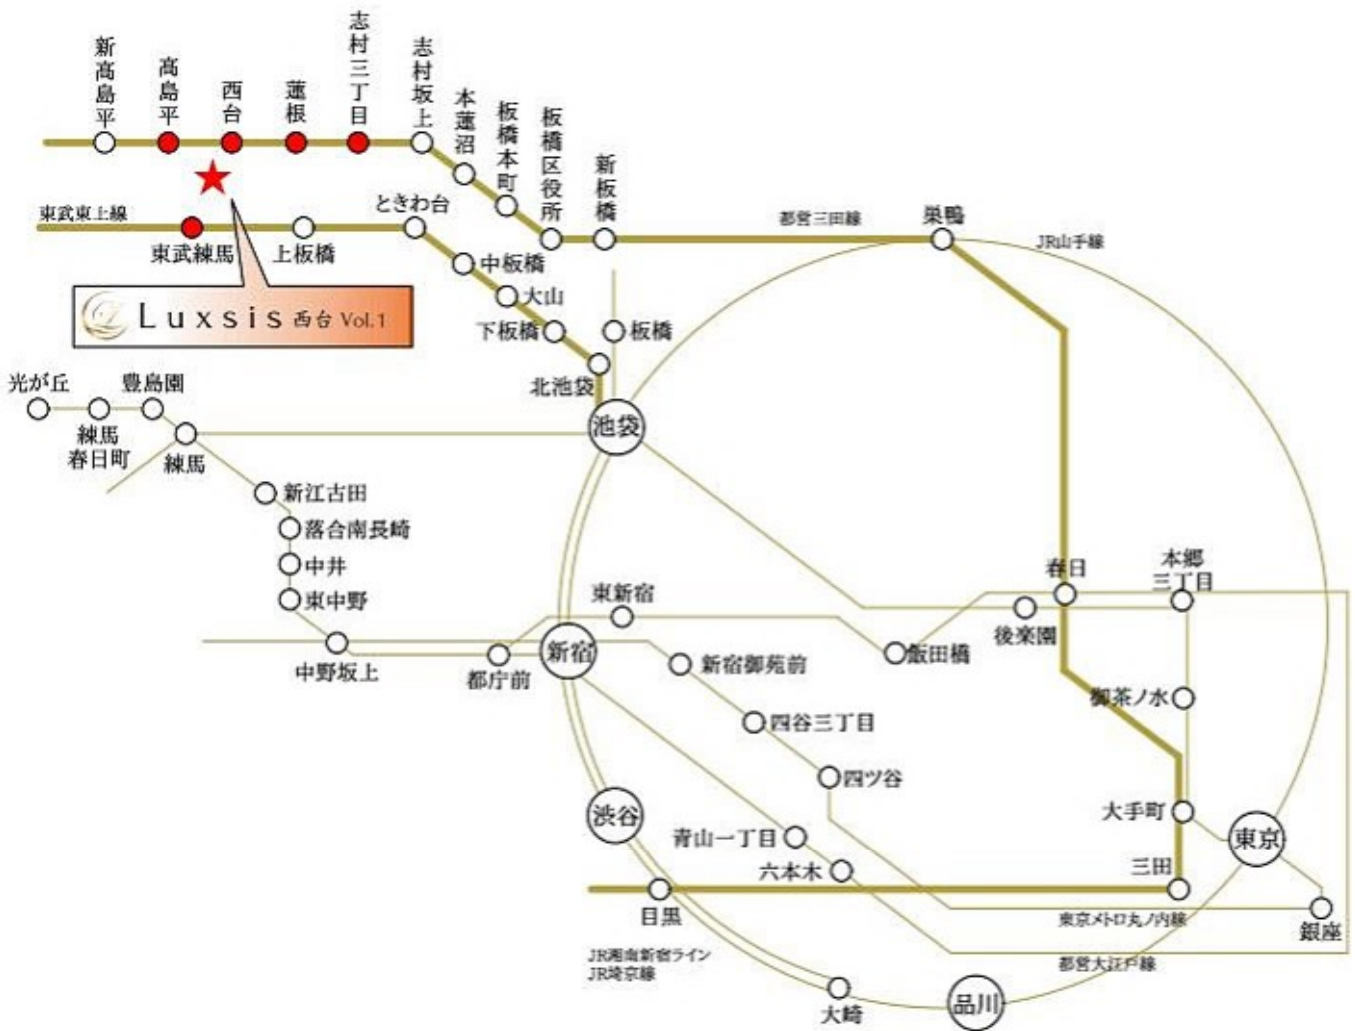 新高島平
高島平
西台
蓮根
志村三丁目
志村坂上
本蓮沼
板橋本町
板橋区役所
新板橋
都営三田線
巣鴨
JR山手線
東武東上線
東武練馬
上板橋
ときわ台
中板橋
大山
下板橋
北池袋
板橋
Luxsis西台 Vol.1
池袋
光が丘
練馬
春日町
豊島園
練馬
新江古田
落合南長崎
中井
東中野
中野坂上
都庁前
新宿
東新宿
新宿御苑前
四谷三丁目
四ツ谷
飯田橋
後楽園
春日
本郷
三丁目
御茶ノ水
大手町
東京
三田
銀座
渋谷
青山一丁目
六本木
目黒
東京メトロ丸ノ内線
都営大江戸線
JR湘南新宿ライン
JR埼京線
大崎
品川